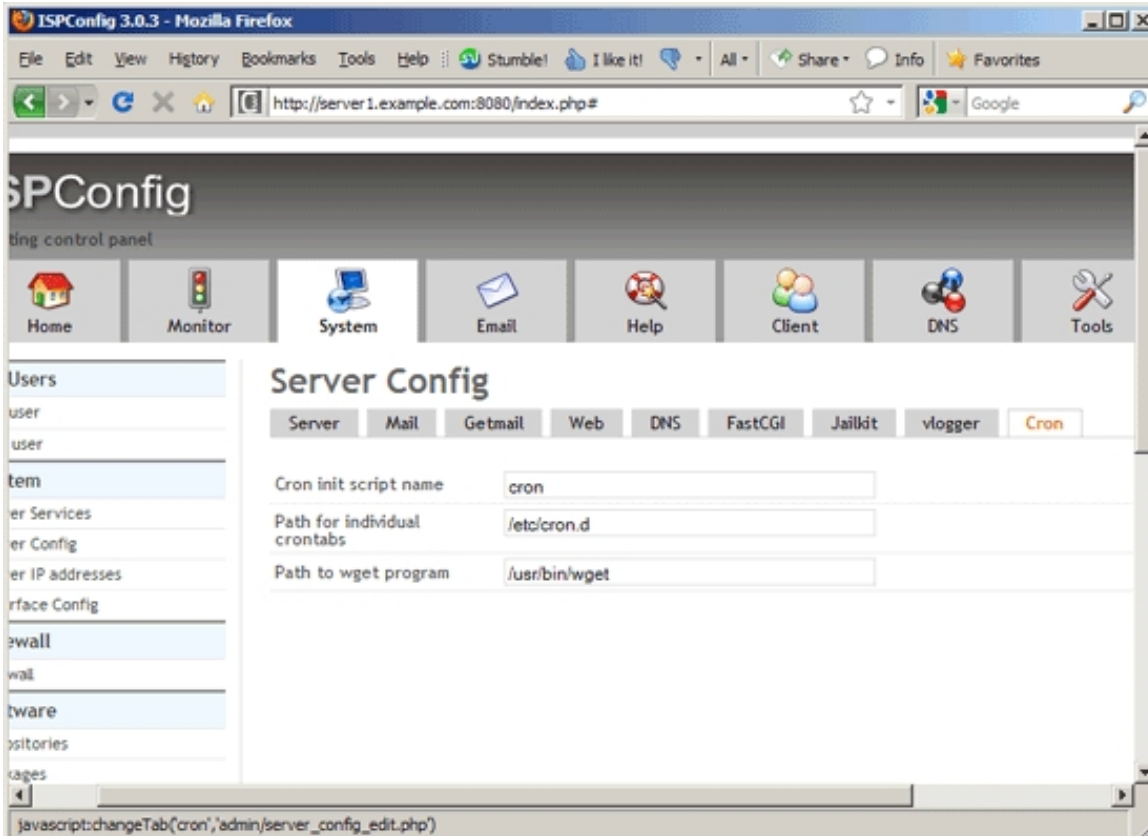 ISPConfig 3.0.3 - Mozilla Firefox
File Edit View History Bookmarks Tools Help Stumble! I like it! All Share Info Favorites
http://server1.example.com:8080/index.php# Google
SPConfig
ting control panel
Home Monitor System Email Help Client DNS Tools
Users
user
user
tem
er Services
er Config
er IP addresses
rface Config
ewall
wall
tware
ositories
kages
Server Config
Server Mail Getmail Web DNS FastCGI Jailkit vlogger Cron
Cron init script name cron
Path for individual
crontabs /etc/cron.d
Path to wget program /usr/bin/wget
javascript:changeTab('cron','admin/server_config_edit.php')